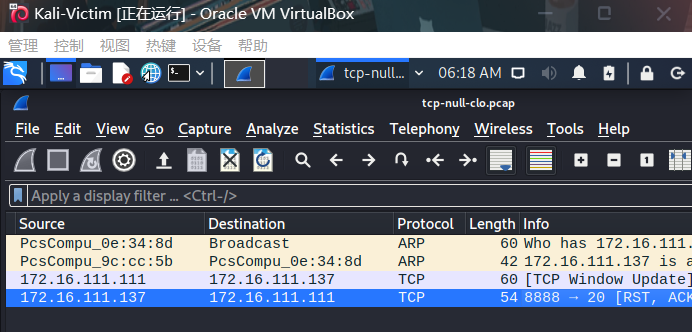 Kali-Victim [正在运行] - Oracle VM VirtualBox
管理 控制 视图 热键 设备 帮助
tcp-null... 06:18 AM
tcp-null-clo.pcap
File Edit View Go Capture Analyze Statistics Telephony Wireless Tools Help
Apply a display filter … <Ctrl-/>
Source Destination Protocol Length Info
PcsCompu_0e:34:8d Broadcast ARP 60 Who has 172.16.111.
PcsCompu_9c:cc:5b PcsCompu_0e:34:8d ARP 42 172.16.111.137 is a
172.16.111.111 172.16.111.137 TCP 60 [TCP Window Update]
172.16.111.137 172.16.111.111 TCP 54 8888 → 20 [RST, ACK